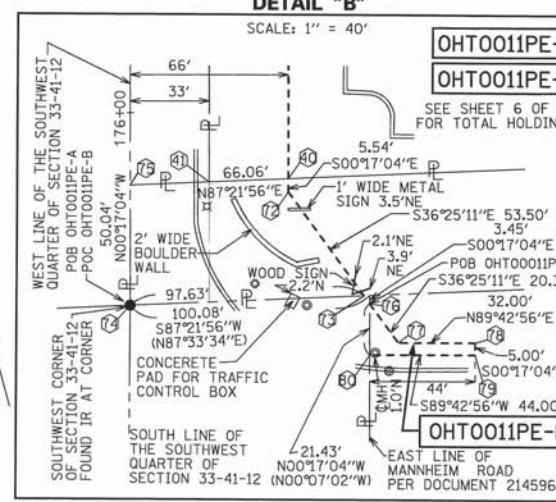 DETAIL "B"
SCALE: 1" = 40'
OHT0011PE-
OHT0011PE-
SEE SHEET 6 OF
FOR TOTAL HOLDIN
66'
33'
176+00
WEST LINE OF THE SOUTHWEST
QUARTER OF SECTION 33-41-12
POB OHT0011PE-A
POC OHT0011PE-B
50.04'
N00°17'04"W
75
41
66.06'
N87°21'56"E
40
5.54'
S00°17'04"E
72
1' WIDE METAL
SIGN 3.5'NE
S36°25'11"E 53.50'
3.45'
S00°17'04"E
2' WIDE
BOULDER
WALL
2.1'NE
3.9'
NE
POB OHT00011P
S36°25'11"E 20.3
WOOD SIGN
2.2'N
97.63'
100.08'
S87°21'56"W
(N87°33'34"E)
74
73
76
32.00'
N89°42'56"E
77
78
5.00'
S00°17'04"
79
80
44'
S89°42'56"W 44.00
CMH
1.0'N
CONCRETE
PAD FOR TRAFFIC
CONTROL BOX
SOUTHWEST CORNER
OF SECTION 33-41-12
FOUND IR AT CORNER
SOUTH LINE OF
THE SOUTHWEST
QUARTER OF
SECTION 33-41-12
21.43'
N00°17'04"W
(N00°07'02"W)
OHT0011PE-
EAST LINE OF
MANNHEIM ROAD
PER DOCUMENT 214596